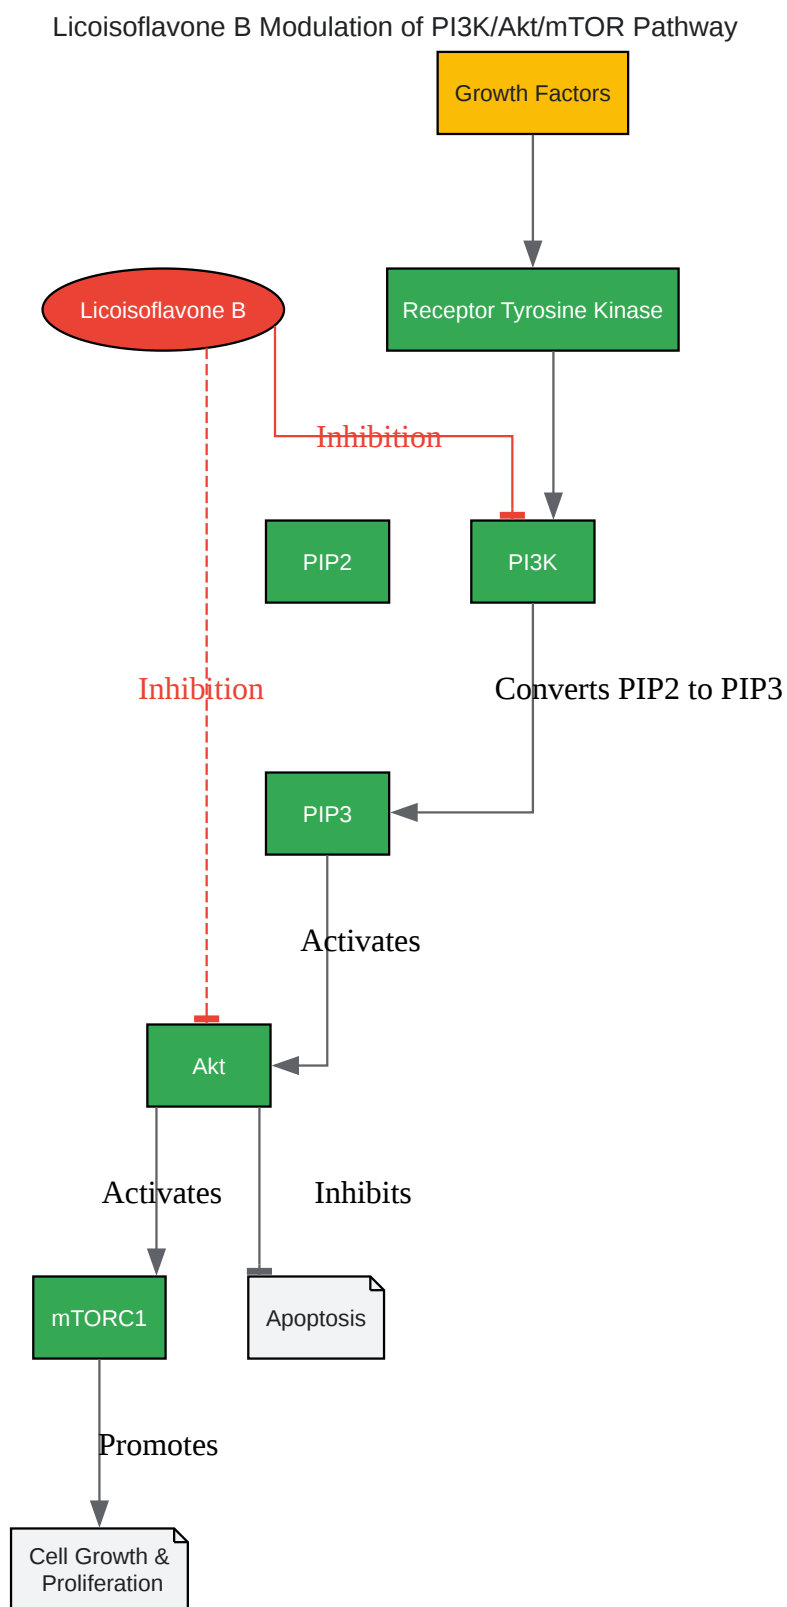 Licoisoflavone B Modulation of PI3K/Akt/mTOR Pathway
Growth Factors
Licoisoflavone B
Receptor Tyrosine Kinase
Inhibition
PIP2
PI3K
Inhibition
Converts PIP2 to PIP3
PIP3
Activates
Akt
Activates
Inhibits
mTORC1
Apoptosis
Promotes
Cell Growth &
Proliferation